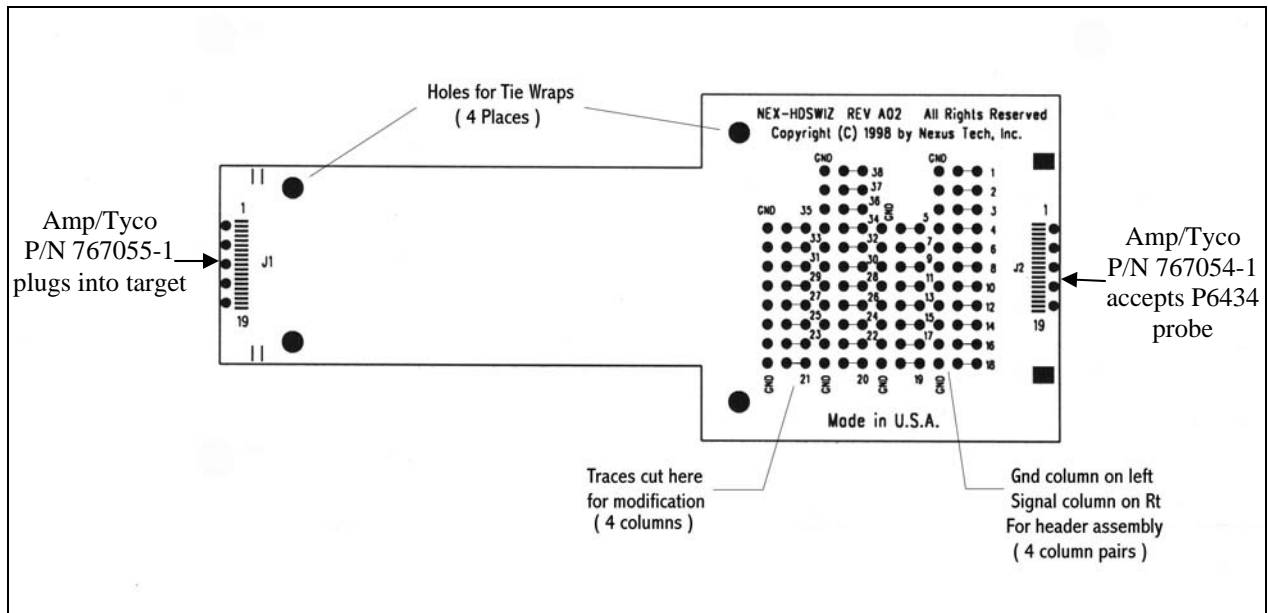 Holes for Tie Wraps
( 4 Places )
NEX-HDSWIZ REV A02 All Rights Reserved
Copyright (C) 1998 by Nexus Tech, Inc.
GND GND
38 1
37 2
36 3
GND 35 34 GND 5 4
33 32 7 6
31 30 9 8
29 28 11 10
27 26 13 12
25 24 15 14
23 22 17 16
18
GND 21 GND 20 GND 19 GND
Made in U.S.A.
Amp/Tyco
P/N 767055-1
plugs into target
1
J1
19
1
J2
19
Amp/Tyco
P/N 767054-1
accepts P6434
probe
Traces cut here
for modification
( 4 columns )
Gnd column on left
Signal column on Rt
For header assembly
( 4 column pairs )